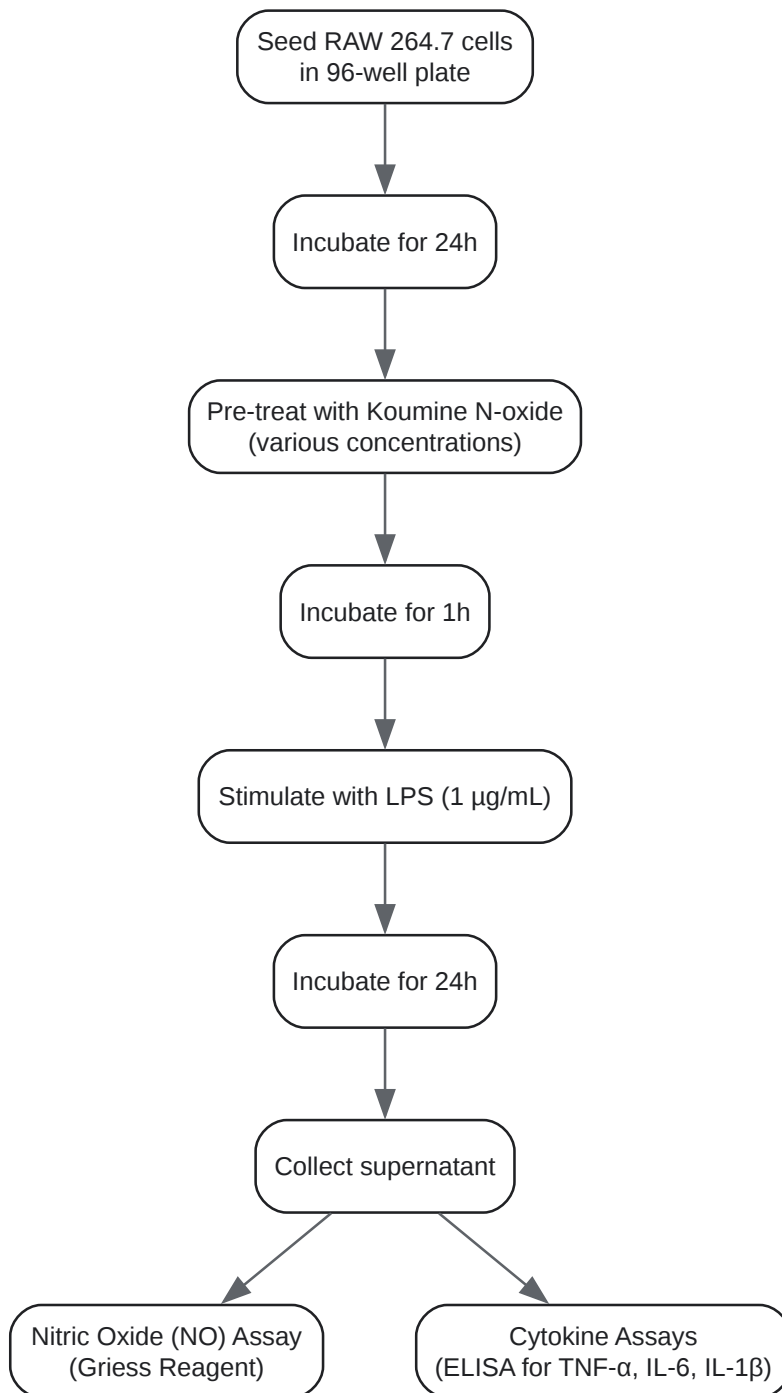 Seed RAW 264.7 cells
in 96-well plate
Incubate for 24h
Pre-treat with Koumine N-oxide
(various concentrations)
Incubate for 1h
Stimulate with LPS (1 µg/mL)
Incubate for 24h
Collect supernatant
Nitric Oxide (NO) Assay
(Griess Reagent)
Cytokine Assays
(ELISA for TNF-α, IL-6, IL-1β)